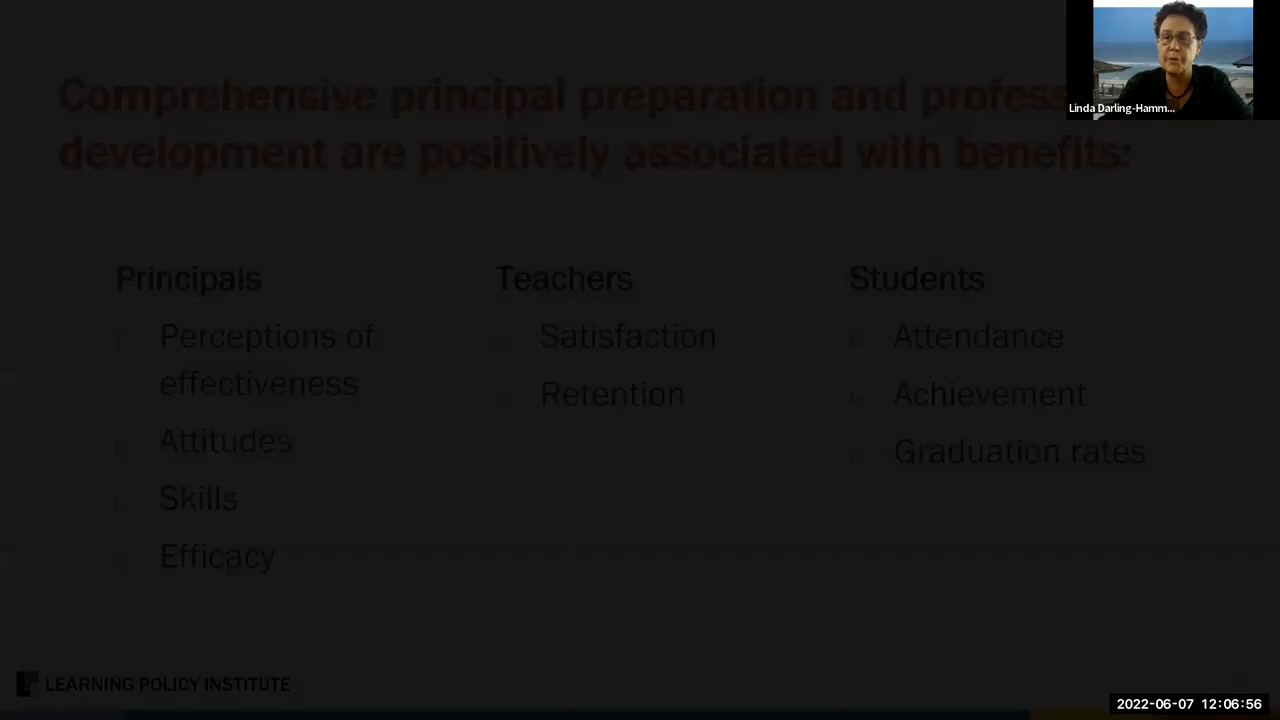 Comprehensive principal preparation and profess
development are positively associated with benefits:
Principals
Perceptions of
effectiveness
Attitudes
Skills
Efficacy
Teachers
Satisfaction
Retention
Students
Attendance
Achievement
Graduation rates
LEARNING POLICY INSTITUTE
Linda Darling-Hamm...
2022-06-07 12:06:56